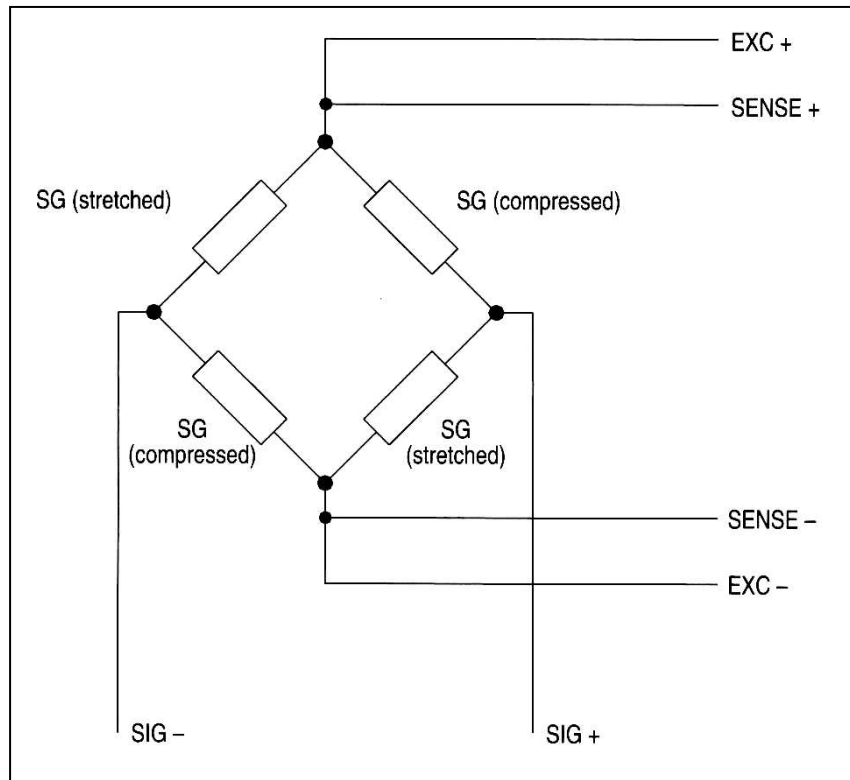 EXC +
SENSE +
SG (stretched)
SG (compressed)
SG
(compressed)
SG
(stretched)
SENSE –
EXC –
SIG –
SIG +